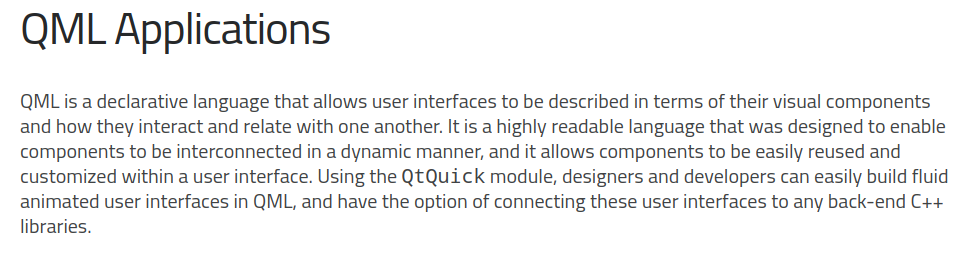 QML Applications
QML is a declarative language that allows user interfaces to be described in terms of their visual components
and how they interact and relate with one another. It is a highly readable language that was designed to enable
components to be interconnected in a dynamic manner, and it allows components to be easily reused and
customized within a user interface. Using the QtQuick module, designers and developers can easily build fluid
animated user interfaces in QML, and have the option of connecting these user interfaces to any back-end C++
libraries.